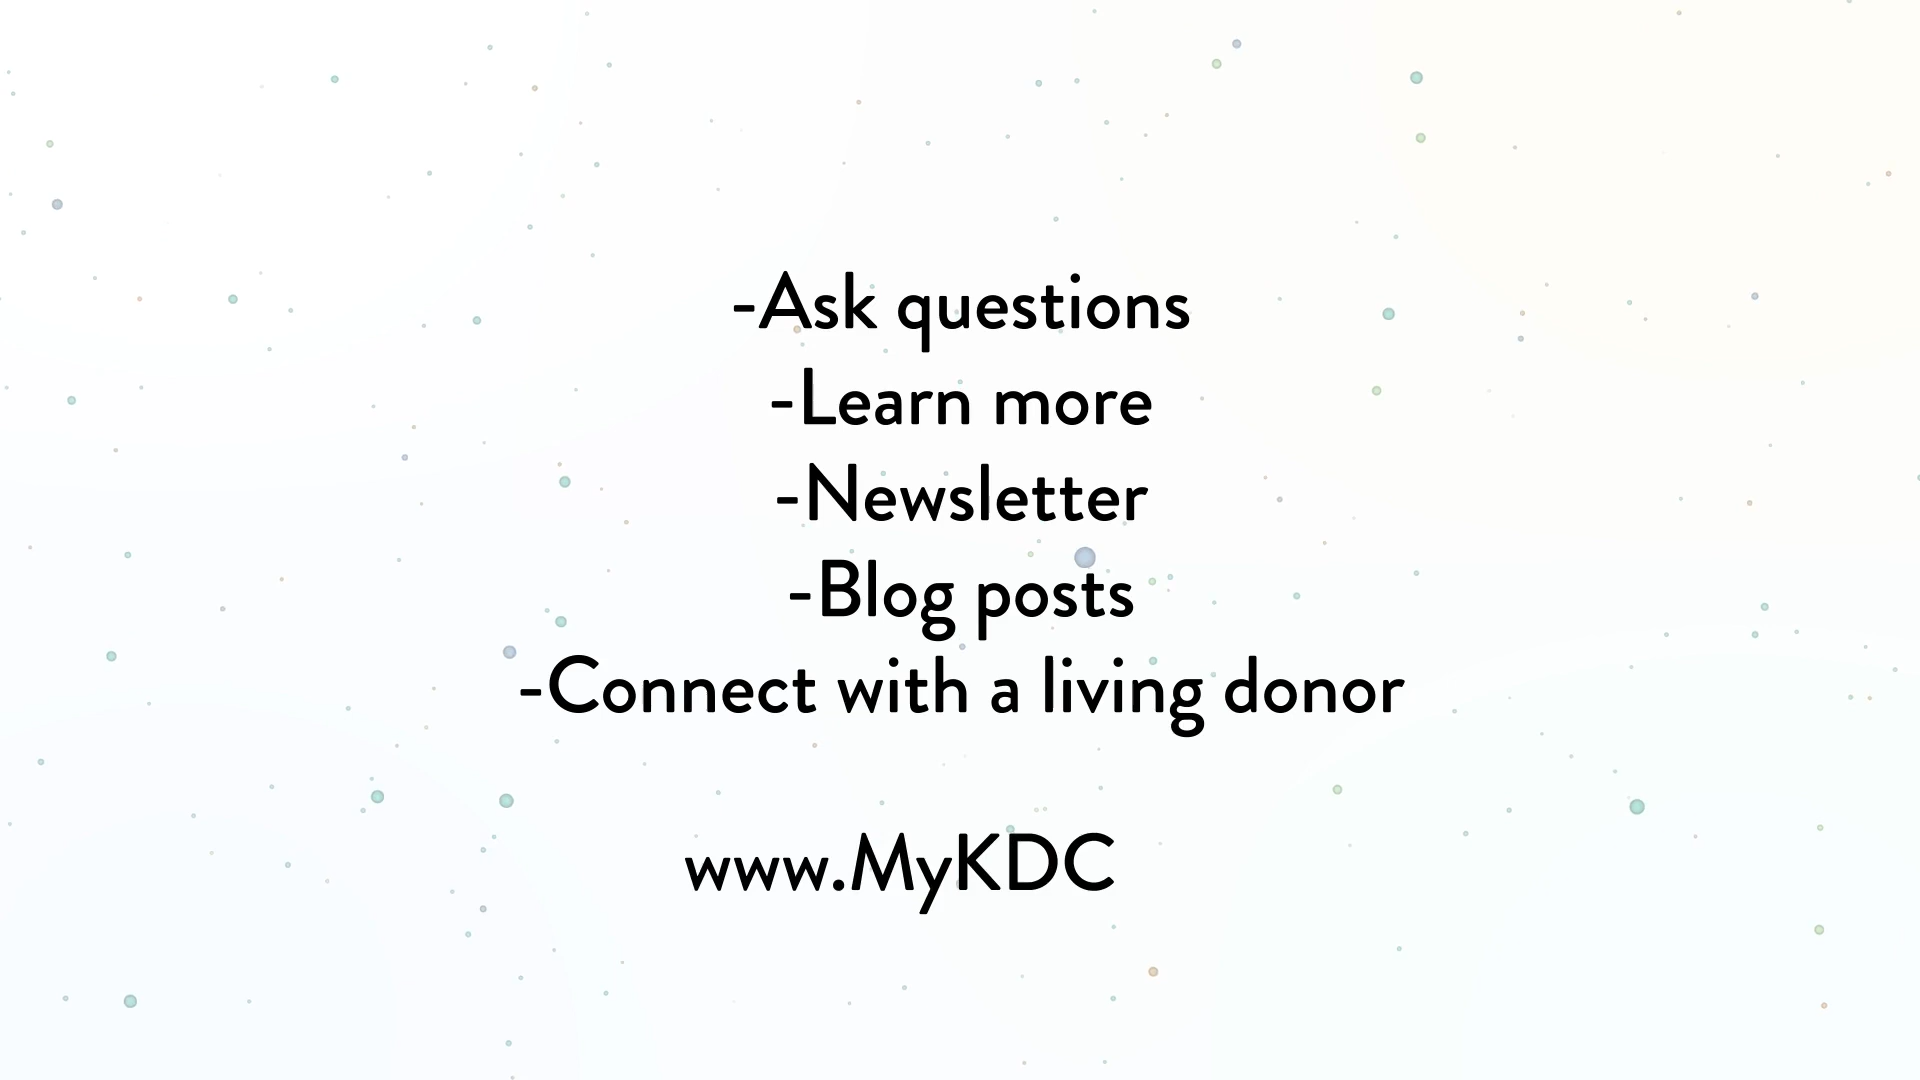 -Ask questions
-Learn more
-Newsletter
-Blog posts
-Connect with a living donor
www.MyKDC